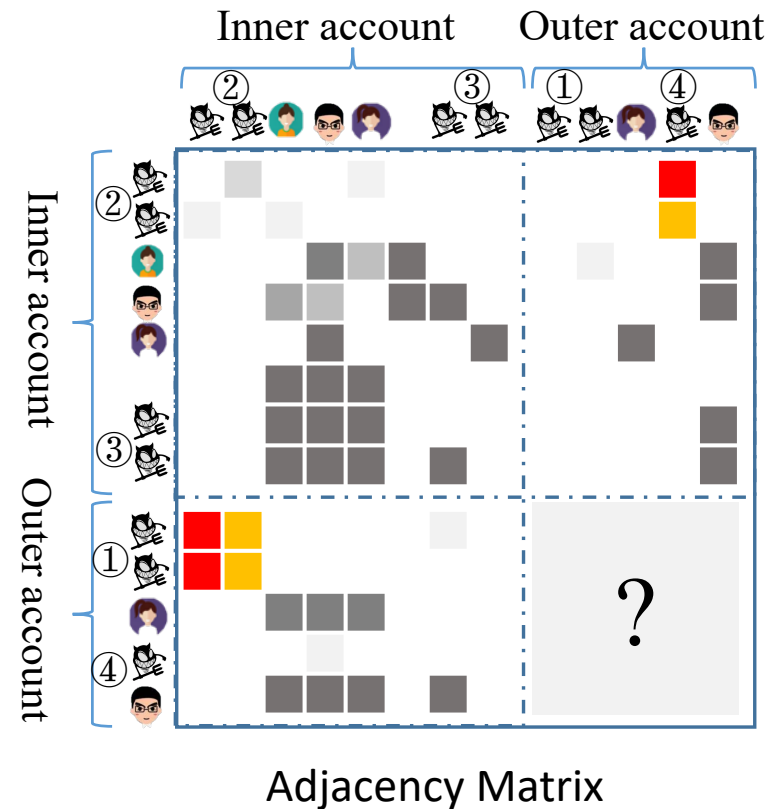 Inner account Outer account
② ③ ① ④
Inner account
②
③
Outer account
①
④
?
Adjacency Matrix